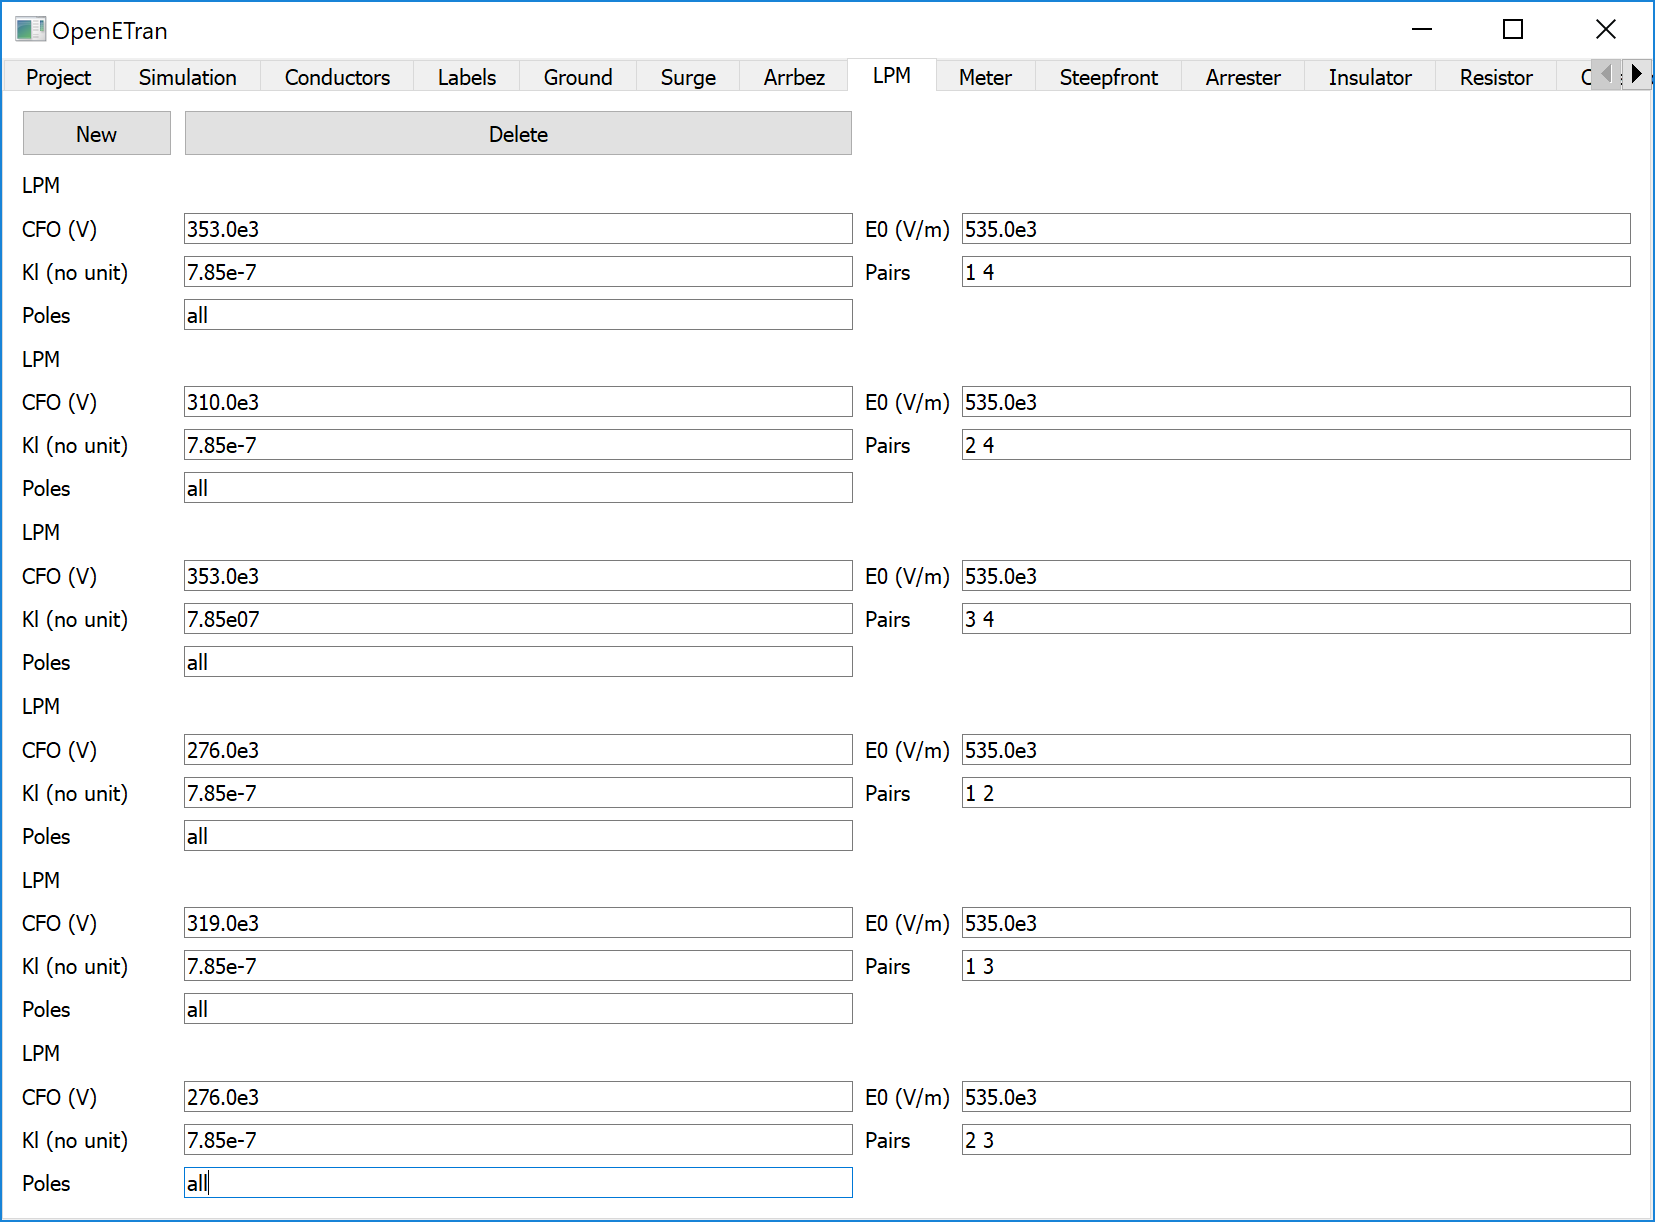 OpenETran
Project Simulation Conductors Labels Ground Surge Arrbez LPM Meter Steepfront Arrester Insulator Resistor
New Delete
LPM
CFO (V) 353.0e3 E0 (V/m) 535.0e3
Kl (no unit) 7.85e-7 Pairs 1 4
Poles all
LPM
CFO (V) 310.0e3 E0 (V/m) 535.0e3
Kl (no unit) 7.85e-7 Pairs 2 4
Poles all
LPM
CFO (V) 353.0e3 E0 (V/m) 535.0e3
Kl (no unit) 7.85e07 Pairs 3 4
Poles all
LPM
CFO (V) 276.0e3 E0 (V/m) 535.0e3
Kl (no unit) 7.85e-7 Pairs 1 2
Poles all
LPM
CFO (V) 319.0e3 E0 (V/m) 535.0e3
Kl (no unit) 7.85e-7 Pairs 1 3
Poles all
LPM
CFO (V) 276.0e3 E0 (V/m) 535.0e3
Kl (no unit) 7.85e-7 Pairs 2 3
Poles all